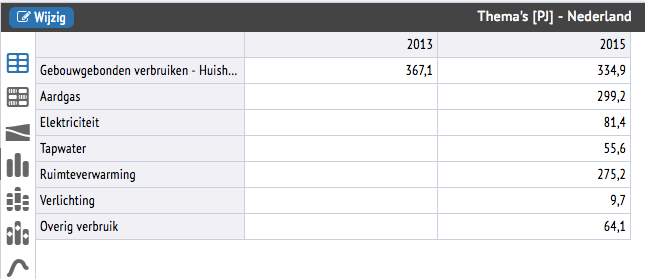 Wijzig
Thema's [PJ] - Nederland
2013 2015
Gebouwgebonden verbruiken - Huish... 367,1 334,9
Aardgas 299,2
Elektriciteit 81,4
Tapwater 55,6
Ruimteverwarming 275,2
Verlichting 9,7
Overig verbruik 64,1